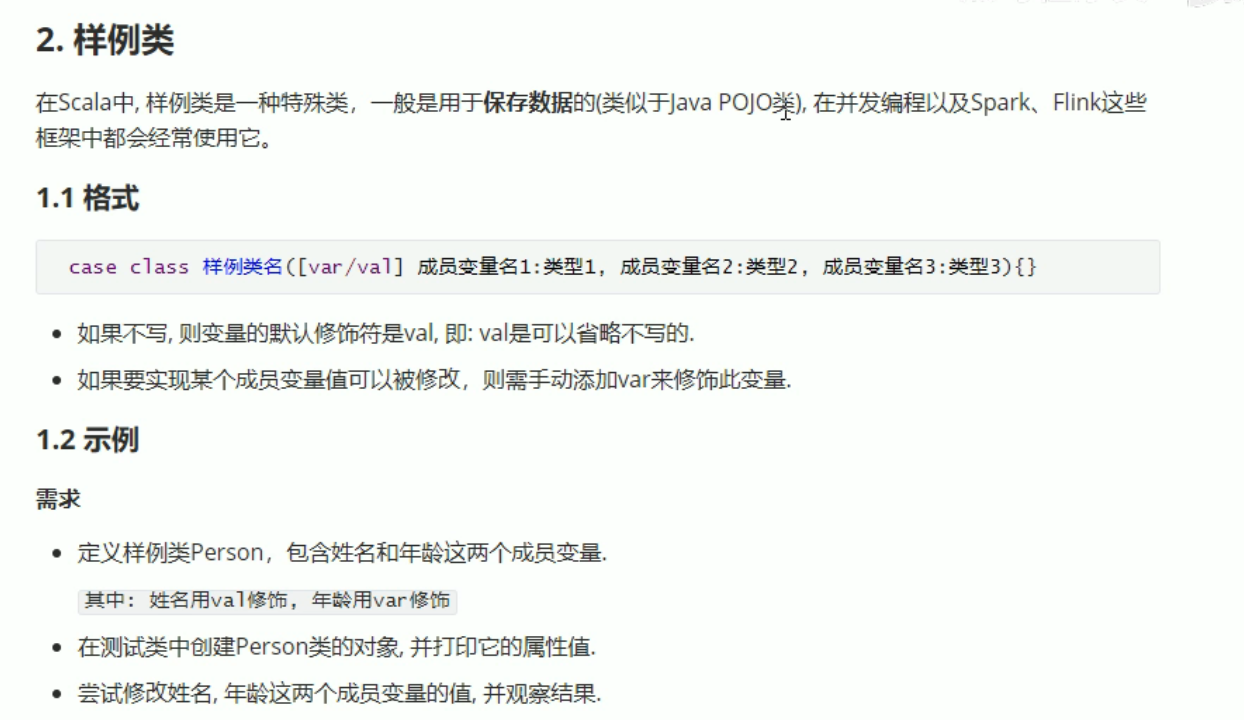 2. 样例类
在Scala中, 样例类是一种特殊类，一般是用于保存数据的(类似于Java POJO类), 在并发编程以及Spark、Flink这些
框架中都会经常使用它。
1.1 格式
case class 样例类名([var/val] 成员变量名1:类型1, 成员变量名2:类型2, 成员变量名3:类型3){}
• 如果不写, 则变量的默认修饰符是val, 即: val是可以省略不写的.
• 如果要实现某个成员变量值可以被修改，则需手动添加var来修饰此变量.
1.2 示例
需求
• 定义样例类Person，包含姓名和年龄这两个成员变量.
其中: 姓名用val修饰, 年龄用var修饰
• 在测试类中创建Person类的对象, 并打印它的属性值.
• 尝试修改姓名, 年龄这两个成员变量的值, 并观察结果.